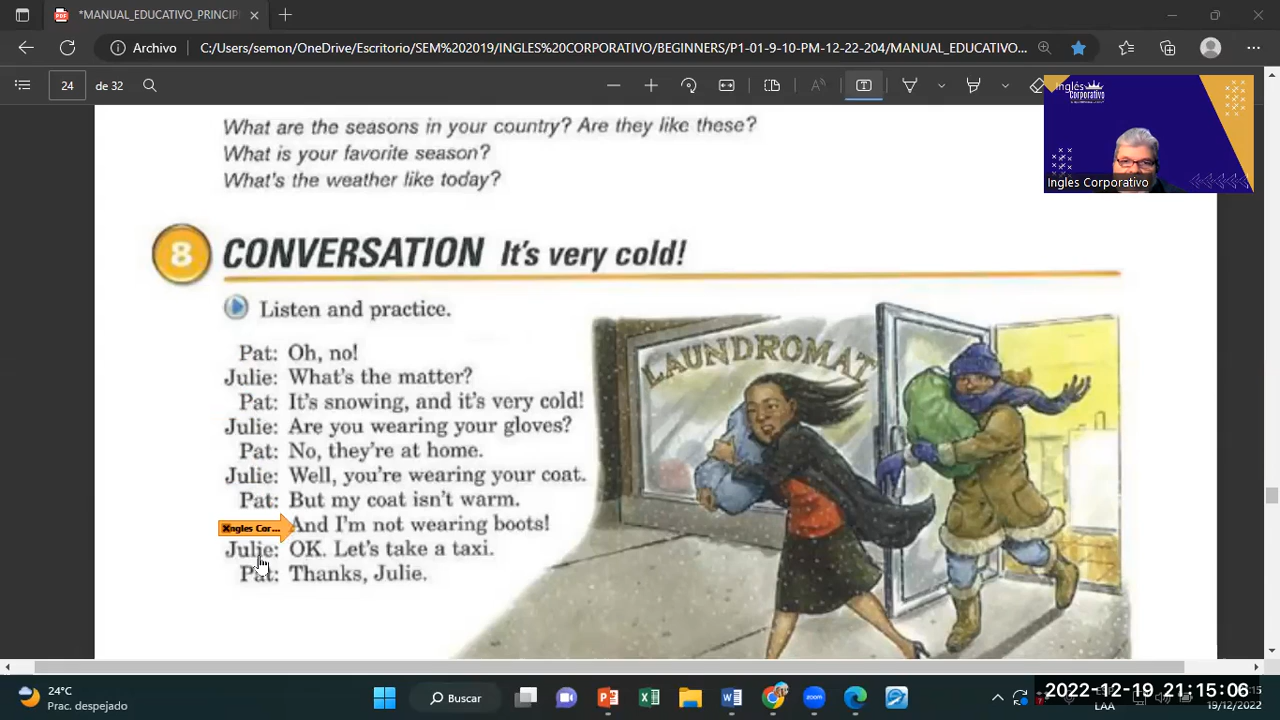 *MANUAL_EDUCATIVO_PRINCIP
Archivo
C:/Users/semon/OneDrive/Escritorio/SEM%202019/INGLES%20CORPORATIVO/BEGINNERS/P1-01-9-10-PM-12-22-204/MANUAL_EDUCATIVO...
24
de 32
Inglés
corporativo
Ingles Corporativo
What are the seasons in your country? Are they like these?
What is your favorite season?
What's the weather like today?
8 CONVERSATION It's very cold!
Listen and practice.
Pat: Oh, no!
Julie: What's the matter?
Pat: It's snowing, and it's very cold!
Julie: Are you wearing your gloves?
Pat: No, they're at home.
Julie: Well, you're wearing your coat.
Pat: But my coat isn't warm.
And I'm not wearing boots!
Julie: OK. Let's take a taxi.
Pat: Thanks, Julie.
LAUNDROMAT
24°C
Prac. despejado
Buscar
zoom
LAA
2022-12-19 21:15:06
19/12/2022